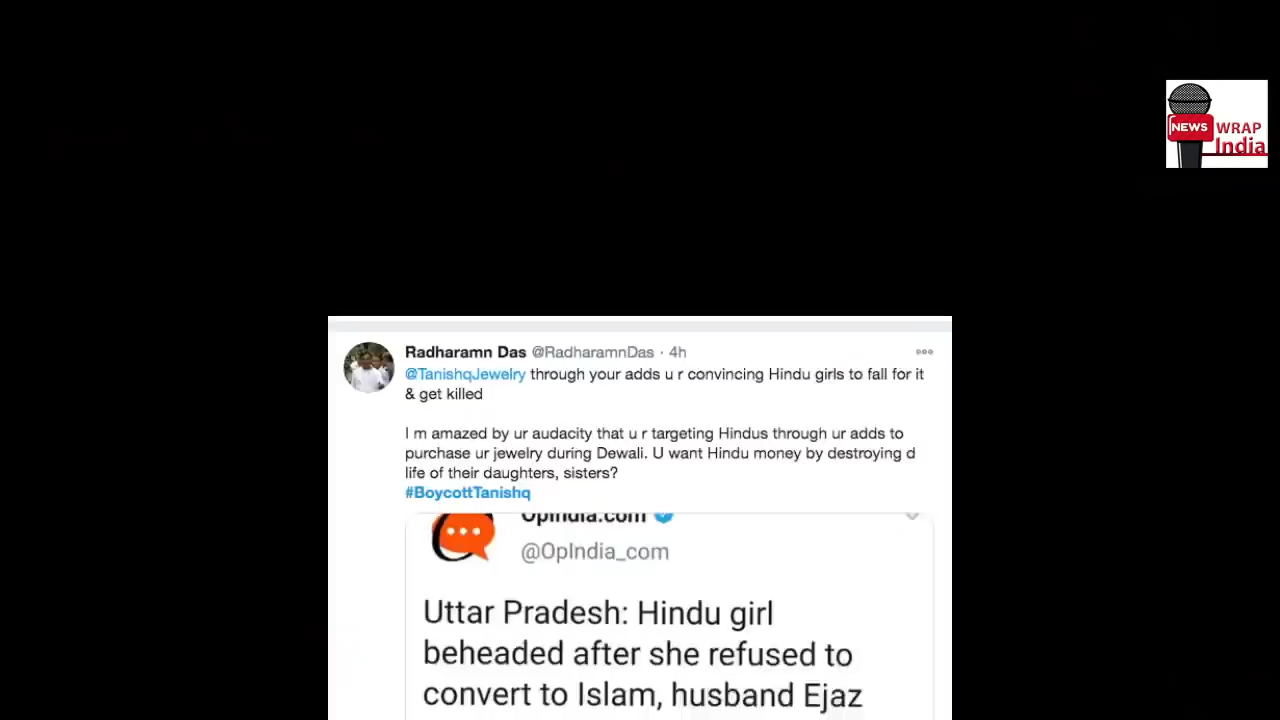 NEWS WRAP
India
Radharamn Das @RadharamnDas · 4h
@TanishqJewelry through your adds u r convincing Hindu girls to fall for it
& get killed
I m amazed by ur audacity that u r targeting Hindus through ur adds to
purchase ur jewelry during Dewali. U want Hindu money by destroying d
life of their daughters, sisters?
#BoycottTanishq
OpIndia.com
@OpIndia_com
Uttar Pradesh: Hindu girl
beheaded after she refused to
convert to Islam, husband Ejaz